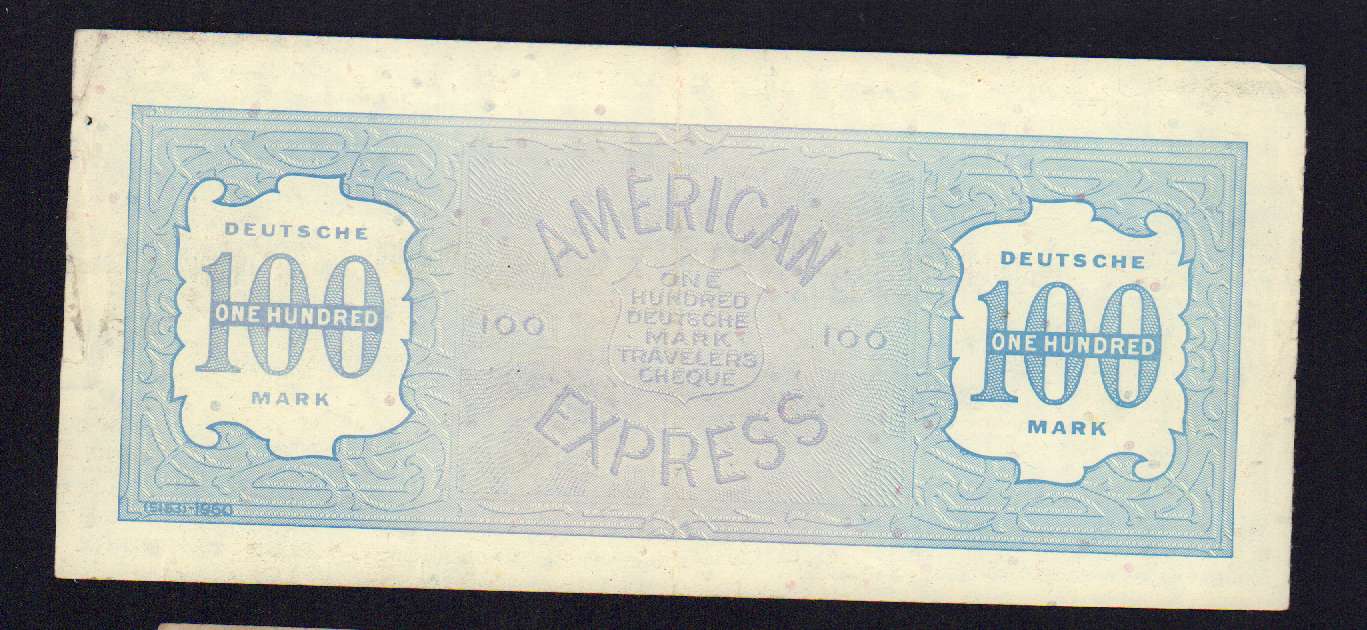 DEUTSCHE
100
ONE HUNDRED
MARK
AMERICAN
ONE
HUNDRED
DEUTSCHE
MARK
TRAVELERS
CHEQUE
100
100
EXPRESS
DEUTSCHE
100
ONE HUNDRED
MARK